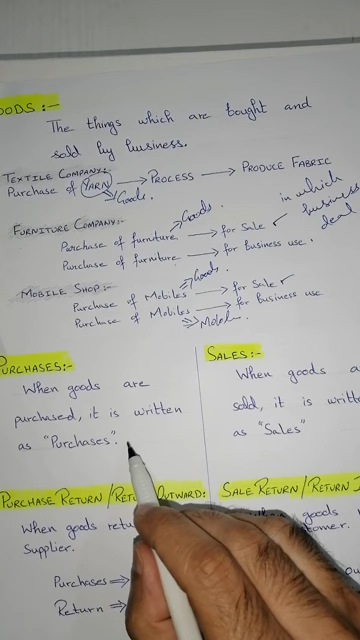 OODS:-
The things which are bought and
sold by business.
TEXTILE COMPANY:-
Purchase of YARN → PROCESS → PRODUCE FABRIC
Goods.
in which
business
deal
FURNITURE COMPANY:-
Goods.
Purchase of furniture → for Sale ✓
Purchase of furniture → for Business use.
MOBILE SHOP:-
Goods.
Purchase of Mobiles → for Sale ✓
Purchase of Mobiles → for Business use
PURCHASES:-
When goods are
purchased, it is written
as "Purchases".
SALES:-
When goods a
sold, it is writte
as "Sales"
PURCHASE RETURN/RETU OUTWARD:
When goods retu
Supplier.
Purchases ⇒
Return ⇒
SALE RETURN/RETURN I
goods